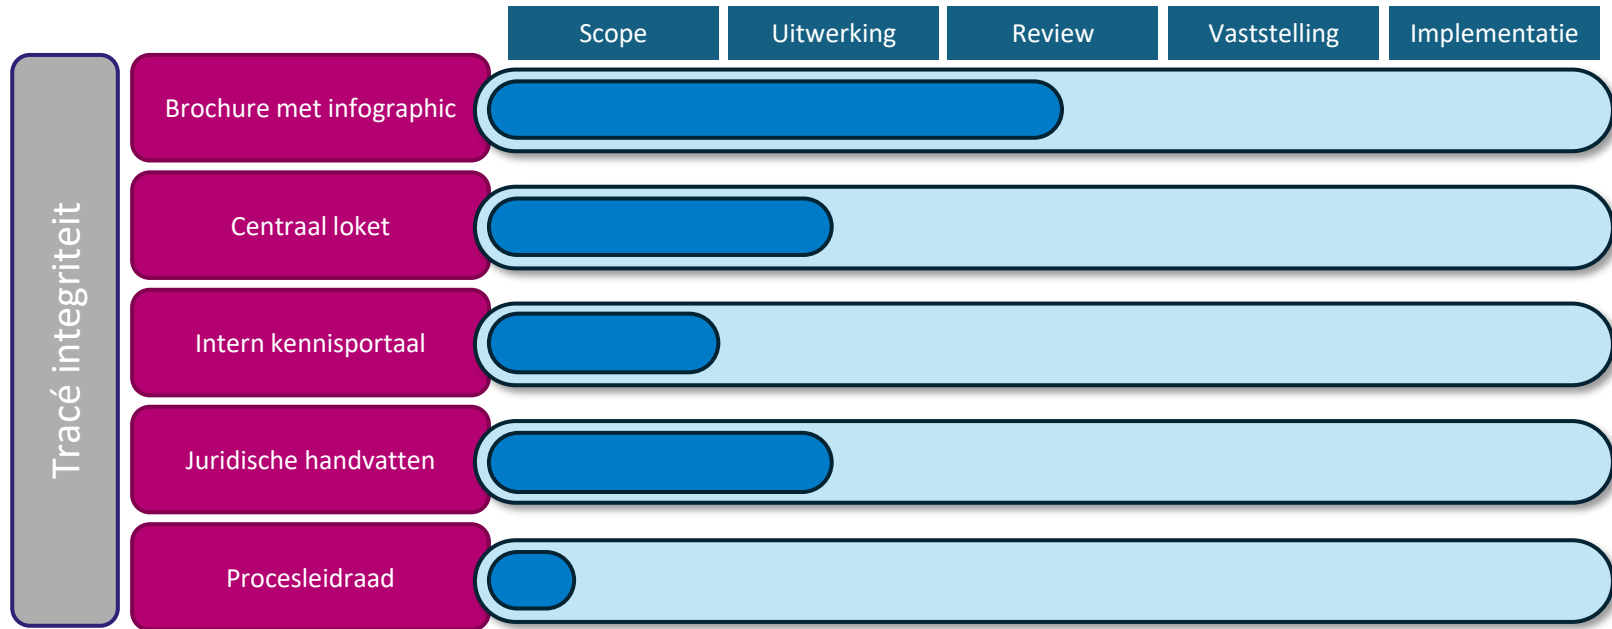 Scope
Uitwerking
Review
Vaststelling
Implementatie
Tracé integriteit
Brochure met infographic
Centraal loket
Intern kennisportaal
Juridische handvatten
Procesleidraad